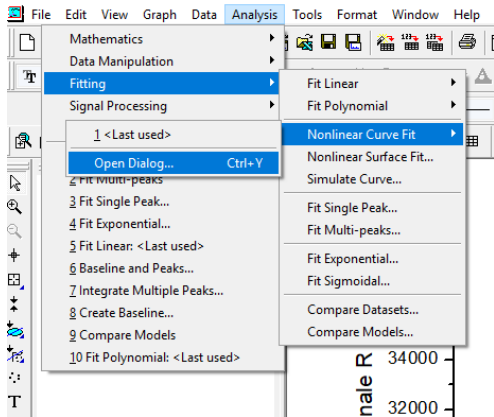 File Edit View Graph Data Analysis Tools Format Window Help
Mathematics
Data Manipulation
Fitting
Signal Processing
1 <Last used>
Open Dialog... Ctrl+Y
2 Fit Multi-peaks
3 Fit Single Peak...
4 Fit Exponential...
5 Fit Linear: <Last used>
6 Baseline and Peaks...
7 Integrate Multiple Peaks...
8 Create Baseline...
9 Compare Models
10 Fit Polynomial: <Last used>
Fit Linear
Fit Polynomial
Nonlinear Curve Fit
Nonlinear Surface Fit...
Simulate Curve...
Fit Single Peak...
Fit Multi-peaks...
Fit Exponential...
Fit Sigmoidal...
Compare Datasets...
Compare Models...
34000
32000
T